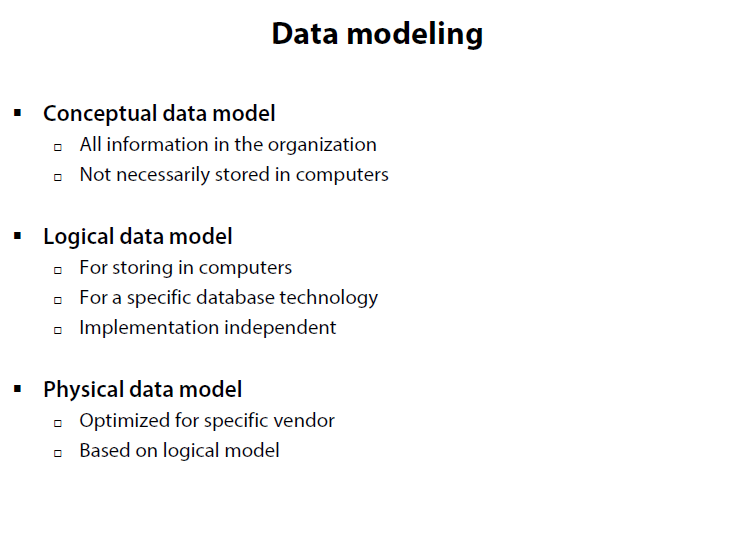 Data modeling
▪ Conceptual data model
▫ All information in the organization
▫ Not necessarily stored in computers
▪ Logical data model
▫ For storing in computers
▫ For a specific database technology
▫ Implementation independent
▪ Physical data model
▫ Optimized for specific vendor
▫ Based on logical model